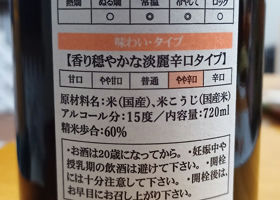 熱燗 ぬる燗 常温 冷やして ロック
○ ○ ◎ ◎ ○
味わい・タイプ
【香り穏やかな淡麗辛口タイプ】
甘口 やや甘口 普通 やや辛口 辛口
原材料名:米(国産)、米こうじ(国産米)
アルコール分:15度/内容量:720ml
精米歩合:60%
・お酒は20歳になってから。・妊娠中や
授乳期の飲酒は避けて下さい。・開栓
には十分注意して下さい。・開栓後は、
お早目にお召し上がり下さい。